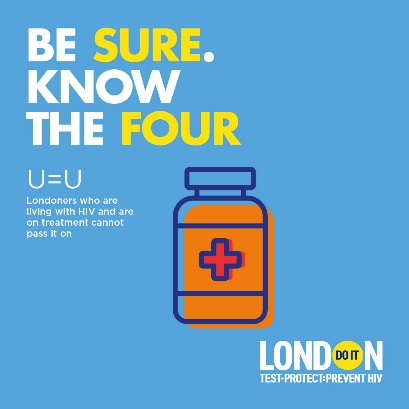 BE SURE.
KNOW
THE FOUR
U=U
Londoners who are
living with HIV and are
on treatment cannot
pass it on
LONDON
DO IT
TEST·PROTECT:PREVENT HIV